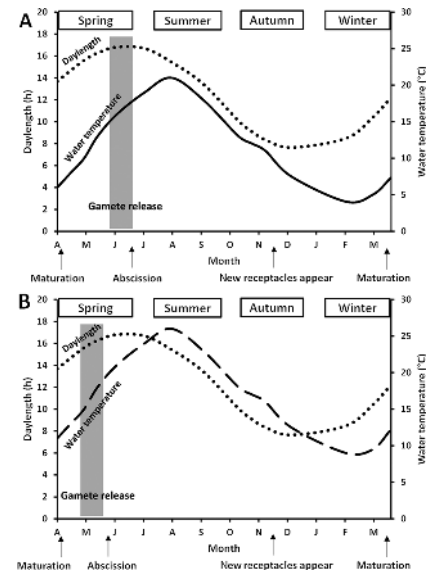 A
Spring Summer Autumn Winter
20 18 16 14 12 10 8 6 4 2 0
Daylength (h)
30 25 20 15 10 5 0
Water temperature (°C)
Daylength
Water temperature
Gamete release
A M J J A S O N D J F M
Month
Maturation Abscission New receptacles appear Maturation
B
Spring Summer Autumn Winter
20 18 16 14 12 10 8 6 4 2 0
Daylength (h)
30 25 20 15 10 5 0
Water temperature (°C)
Daylength
Water temperature
Gamete release
A M J J A S O N D J F M
Month
Maturation Abscission New receptacles appear Maturation